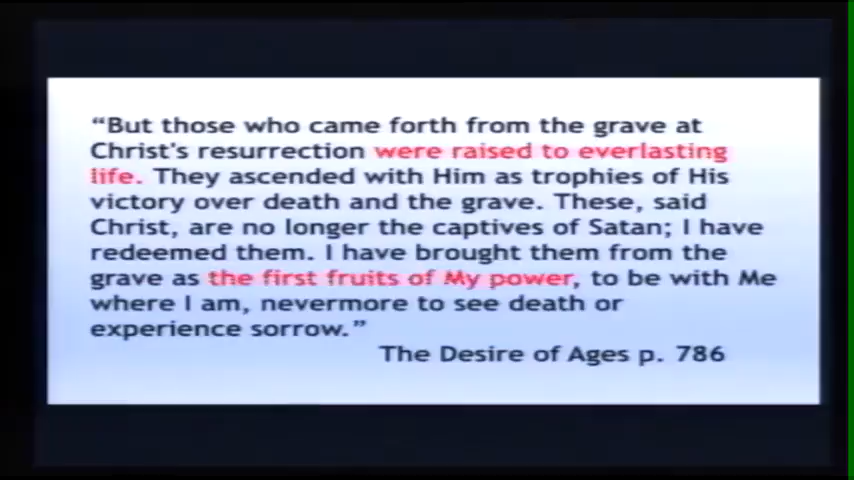 “But those who came forth from the grave at
Christ's resurrection were raised to everlasting
life. They ascended with Him as trophies of His
victory over death and the grave. These, said
Christ, are no longer the captives of Satan; I have
redeemed them. I have brought them from the
grave as the first fruits of My power, to be with Me
where I am, nevermore to see death or
experience sorrow.”
The Desire of Ages p. 786